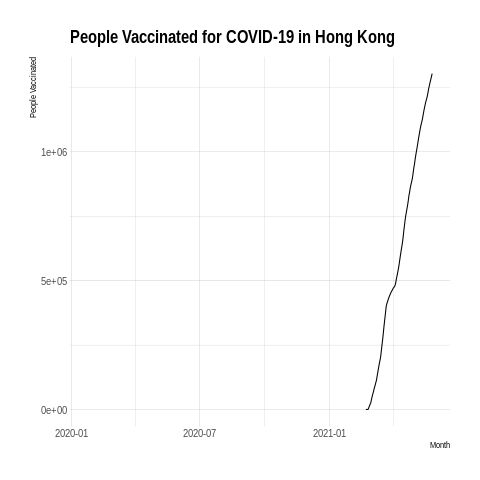 People Vaccinated for COVID-19 in Hong Kong
People Vaccinated
1e+06
5e+05
0e+00
2020-01 2020-07 2021-01
Month